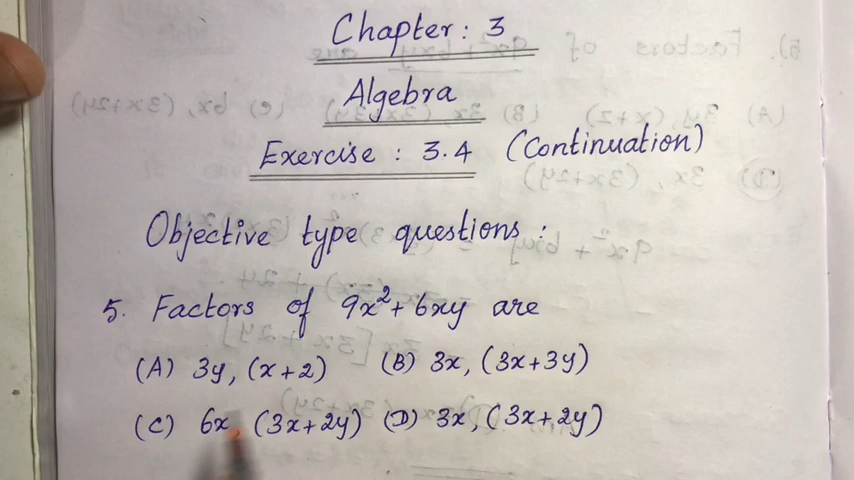 Chapter : 3
Algebra
Exercise : 3.4 (Continuation)
Objective type questions :
5. Factors of 9x²+6xy are
(A) 3y, (x+2) (B) 3x, (3x+3y)
(C) 6x, (3x+2y) (D) 3x, (3x+2y)